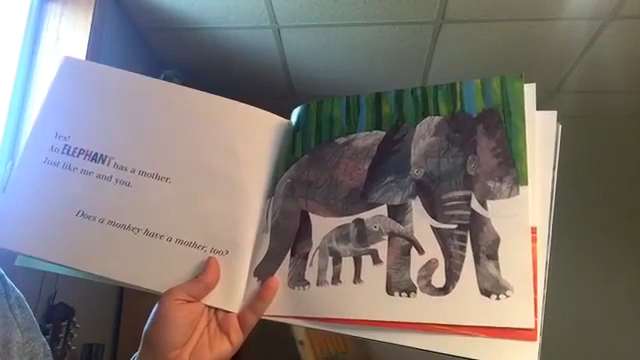 Yes!
An ELEPHANT has a mother.
Just like me and you.
Does a monkey have a mother, too?